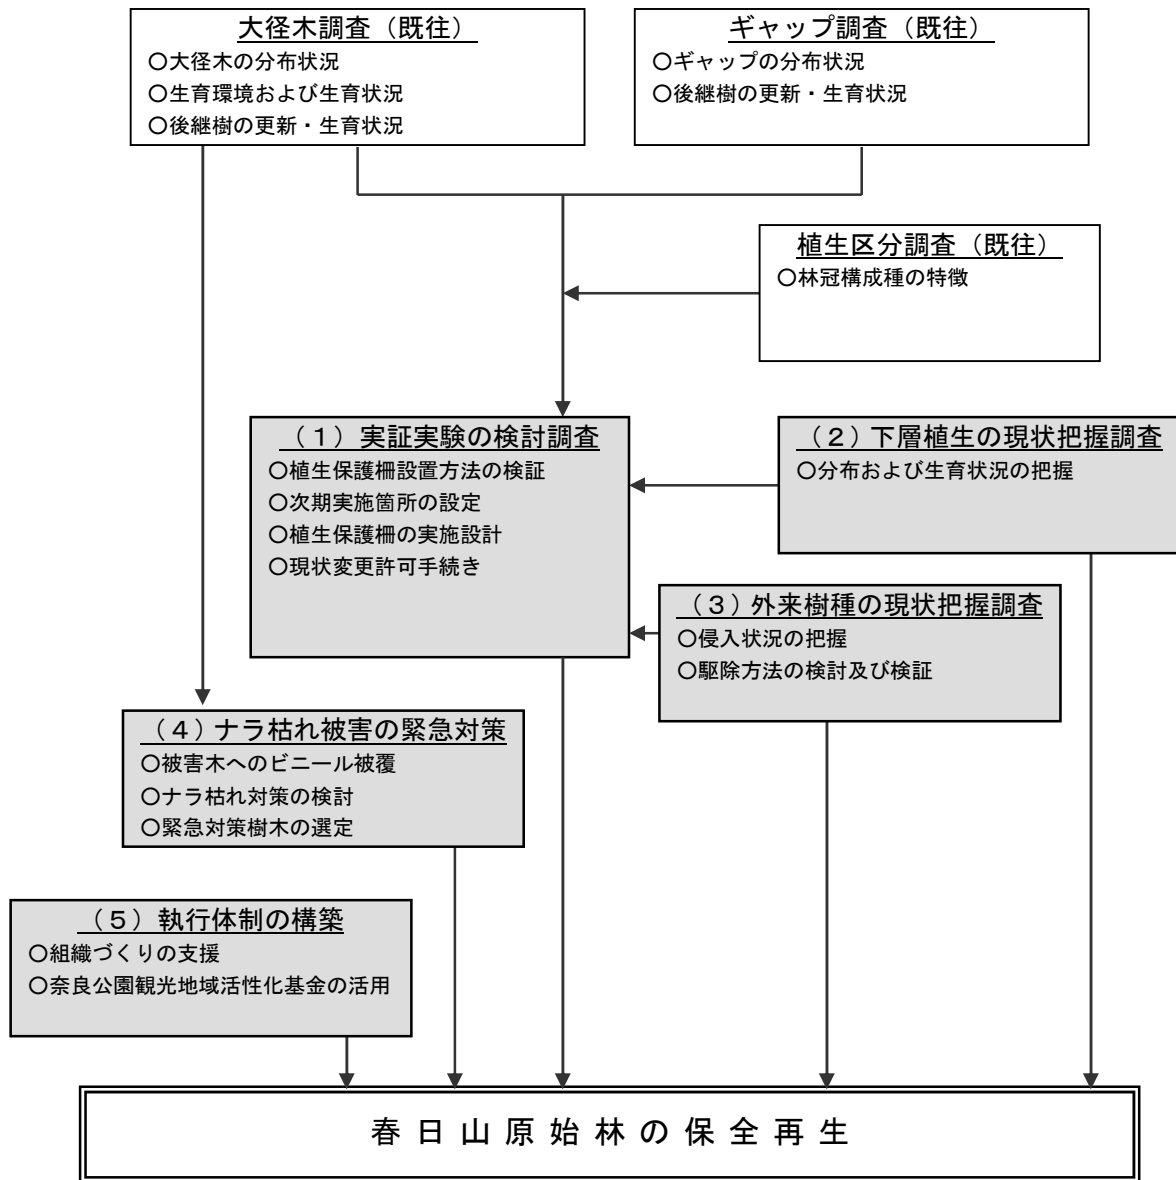 大径木調査（既往）
○大径木の分布状況
○生育環境および生育状況
○後継樹の更新・生育状況
ギャップ調査（既往）
○ギャップの分布状況
○後継樹の更新・生育状況
植生区分調査（既往）
○林冠構成種の特徴
（１）実証実験の検討調査
○植生保護柵設置方法の検証
○次期実施箇所の設定
○植生保護柵の実施設計
○現状変更許可手続き
（２）下層植生の現状把握調査
○分布および生育状況の把握
（３）外来樹種の現状把握調査
○侵入状況の把握
○駆除方法の検討及び検証
（４）ナラ枯れ被害の緊急対策
○被害木へのビニール被覆
○ナラ枯れ対策の検討
○緊急対策樹木の選定
（５）執行体制の構築
○組織づくりの支援
○奈良公園観光地域活性化基金の活用
春日山原始林の保全再生